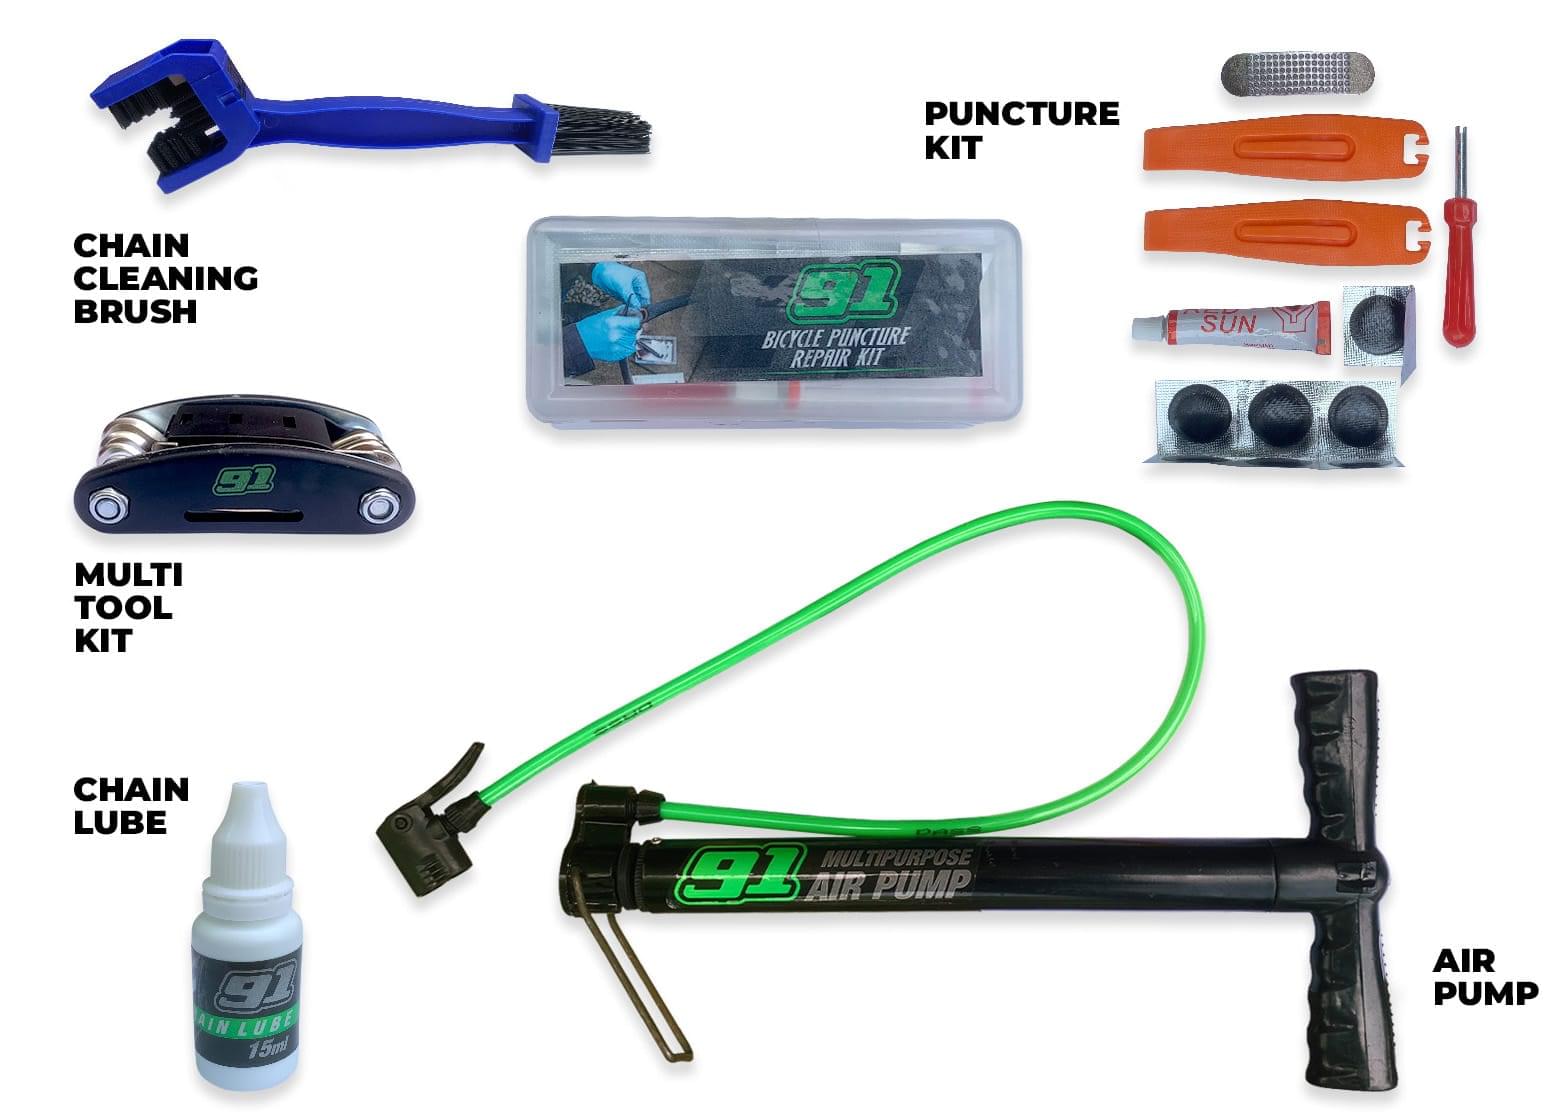 PUNCTURE
KIT
CHAIN
CLEANING
BRUSH
91
BICYCLE PUNCTURE
REPAIR KIT
SUN
91
MULTI
TOOL
KIT
CHAIN
LUBE
91
MULTIPURPOSE
AIR PUMP
91
AIN LUBE
15ml
AIR
PUMP